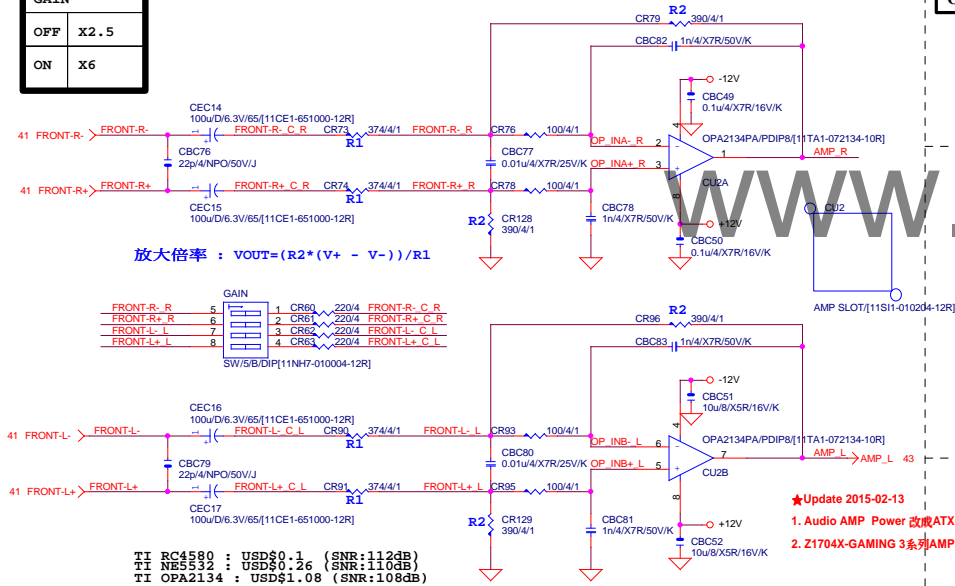 GAIN
OFF X2.5
ON X6
R2
CR79 390/4/1
CBC82 1n/4/X7R/50V/K
-12V
CBC49
0.1u/4/X7R/16V/K
CEC14
100u/D/6.3V/65/[11CE1-651000-12R]
41 FRONT-R- FRONT-R- 1 + FRONT-R-_C_R CR73 374/4/1 FRONT-R-_R CR76 100/4/1
R1
OP_INA-_R 2 4 OPA2134PA/PDIP8/[11TA1-072134-10R]
1 AMP_R
CBC76
22p/4/NPO/50V/J
CBC77
0.01u/4/X7R/25V/K
OP_INA+_R 3
CU2A
8
41 FRONT-R+ FRONT-R+ 1 + FRONT-R+_C_R CR74 374/4/1 FRONT-R+_R CR78 100/4/1
R1
CEC15
100u/D/6.3V/65/[11CE1-651000-12R]
R2 CR128
390/4/1
CBC78
1n/4/X7R/50V/K
+12V
CBC50
0.1u/4/X7R/16V/K
WWW.
CU2
AMP SLOT/[11SI1-010204-12R]
放大倍率 : VOUT=(R2*(V+ - V-))/R1
GAIN
FRONT-R-_R 5 1 CR60 220/4 FRONT-R-_C_R
FRONT-R+_R 6 2 CR61 220/4 FRONT-R+_C_R
FRONT-L-_L 7 3 CR62 220/4 FRONT-L-_C_L
FRONT-L+_L 8 4 CR63 220/4 FRONT-L+_C_L
SW/5/B/DIP[11NH7-010004-12R]
R2
CR96 390/4/1
CBC83 1n/4/X7R/50V/K
-12V
CBC51
10u/8/X5R/16V/K
CEC16
100u/D/6.3V/65/[11CE1-651000-12R]
41 FRONT-L- FRONT-L- 1 + FRONT-L-_C_L CR90 374/4/1 FRONT-L-_L CR93 100/4/1
R1
OP_INB-_L 6 4 OPA2134PA/PDIP8/[11TA1-072134-10R]
7 AMP_L AMP_L 43
CBC79
22p/4/NPO/50V/J
CBC80
0.01u/4/X7R/25V/K
OP_INB+_L 5
CU2B
8
41 FRONT-L+ FRONT-L+ 1 + FRONT-L+_C_L CR91 374/4/1 FRONT-L+_L CR95 100/4/1
R1
CEC17
100u/D/6.3V/65/[11CE1-651000-12R]
R2 CR129
390/4/1
CBC81
1n/4/X7R/50V/K
+12V
CBC52
10u/8/X5R/16V/K
★Update 2015-02-13
1. Audio AMP Power 改成ATX
2. Z1704X-GAMING 3系列AMP
TI RC4580 : USD$0.1 (SNR:112dB)
TI NE5532 : USD$0.26 (SNR:110dB)
TI OPA2134 : USD$1.08 (SNR:108dB)